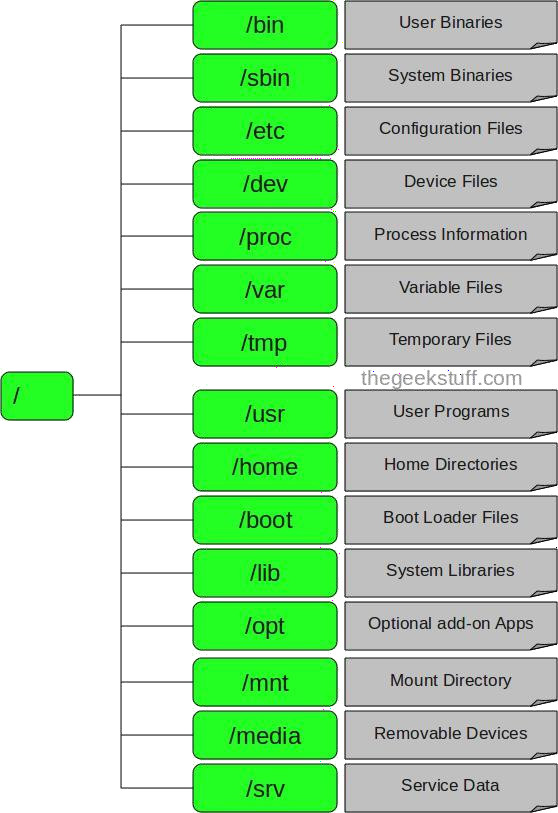 /bin User Binaries
/sbin System Binaries
/etc Configuration Files
/dev Device Files
/proc Process Information
/var Variable Files
/tmp Temporary Files
thegeekstuff.com
/
/usr User Programs
/home Home Directories
/boot Boot Loader Files
/lib System Libraries
/opt Optional add-on Apps
/mnt Mount Directory
/media Removable Devices
/srv Service Data